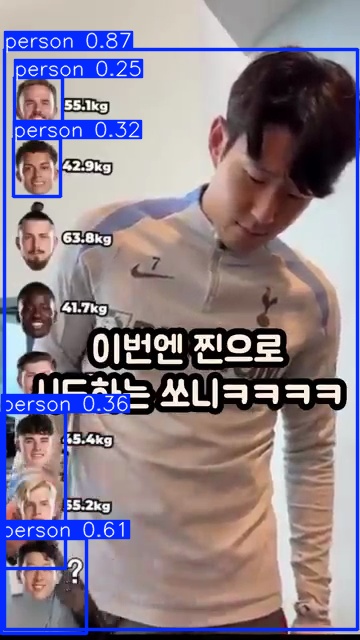 person 0.87
person 0.25
55.1kg
person 0.32
42.9kg
63.8kg
7
41.7kg
이번엔 찐으로
쏘니ㅋㅋㅋㅋ
person 0.36
45.4kg
55.2kg
person 0.61
?